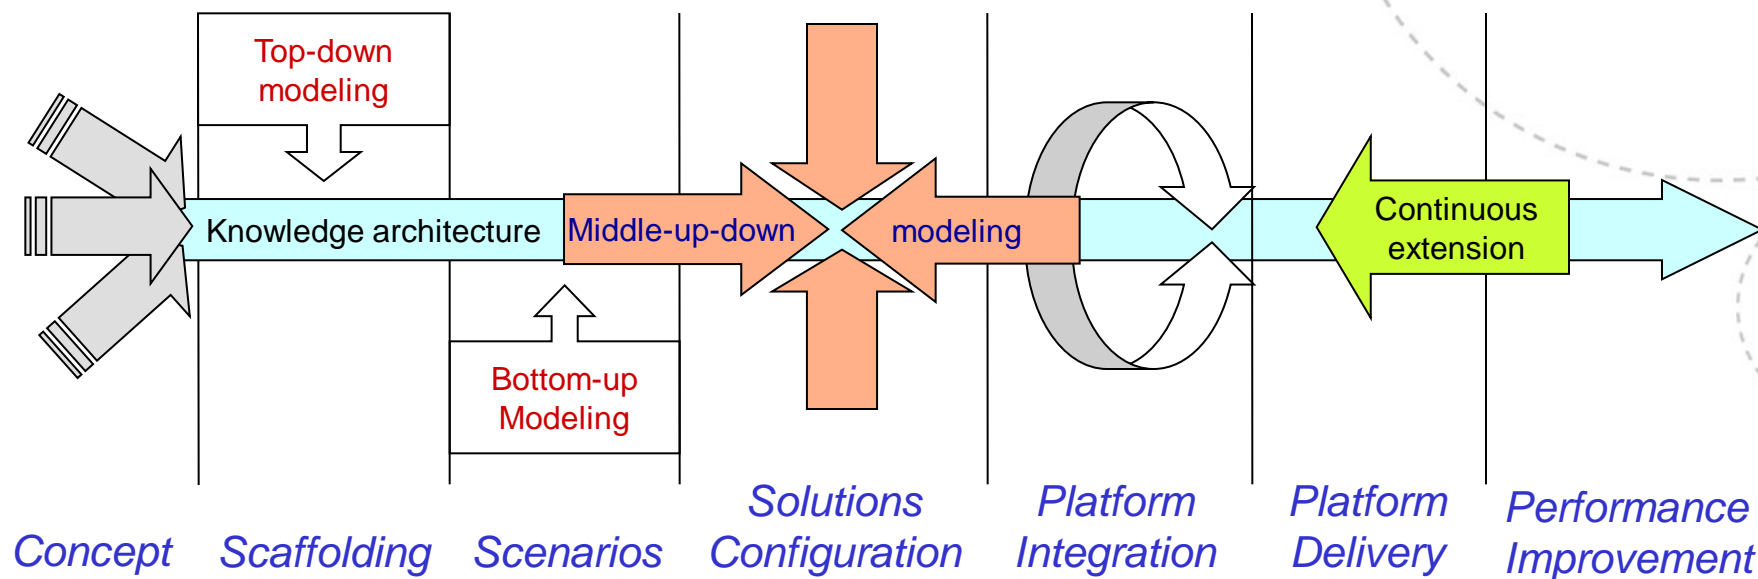 Top-down
modeling
Knowledge architecture
Middle-up-down
modeling
Continuous
extension
Bottom-up
Modeling
Concept
Scaffolding
Scenarios
Solutions
Configuration
Platform
Integration
Platform
Delivery
Performance
Improvement